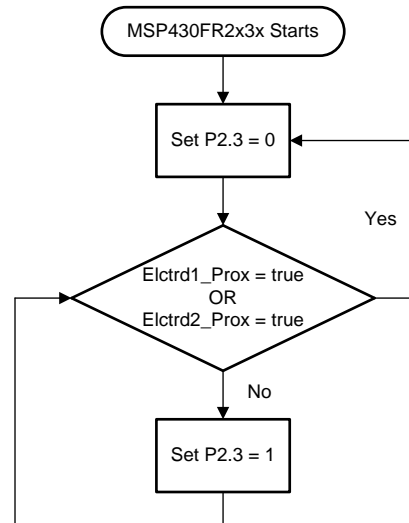 MSP430FR2x3x Starts
Set P2.3 = 0
Yes
Elctrd1_Prox = true
OR
Elctrd2_Prox = true
No
Set P2.3 = 1